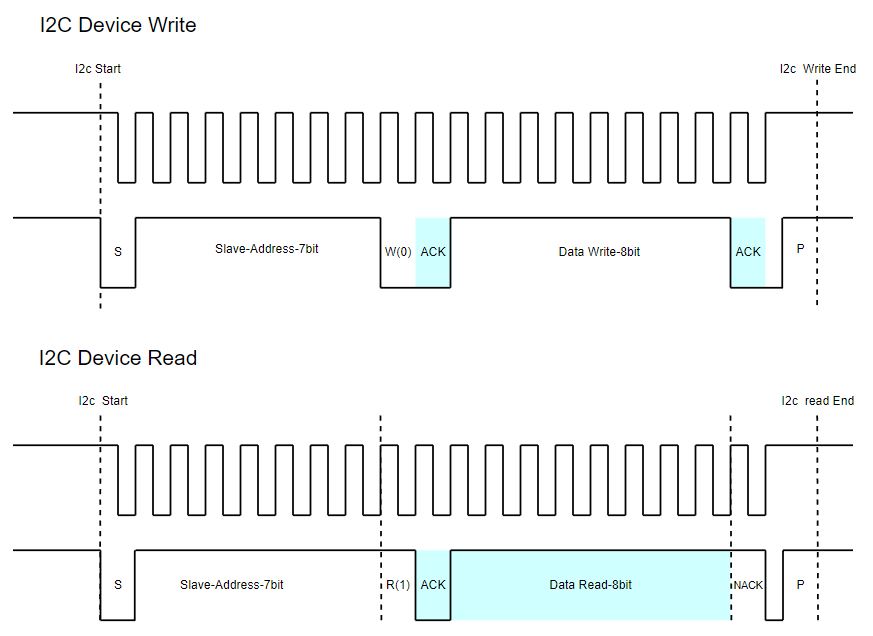 I2C Device Write
I2c Start
I2c Write End
S
Slave-Address-7bit
W(0)
ACK
Data Write-8bit
ACK
P
I2C Device Read
I2c Start
I2c read End
S
Slave-Address-7bit
R(1)
ACK
Data Read-8bit
NACK
P